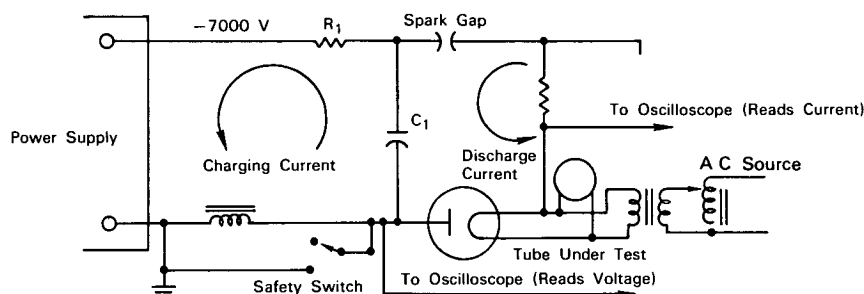 -7000 V
R1
Spark Gap
C1
To Oscilloscope (Reads Current)
Power Supply
Charging Current
Discharge
Current
A C Source
Tube Under Test
Safety Switch
To Oscilloscope (Reads Voltage)